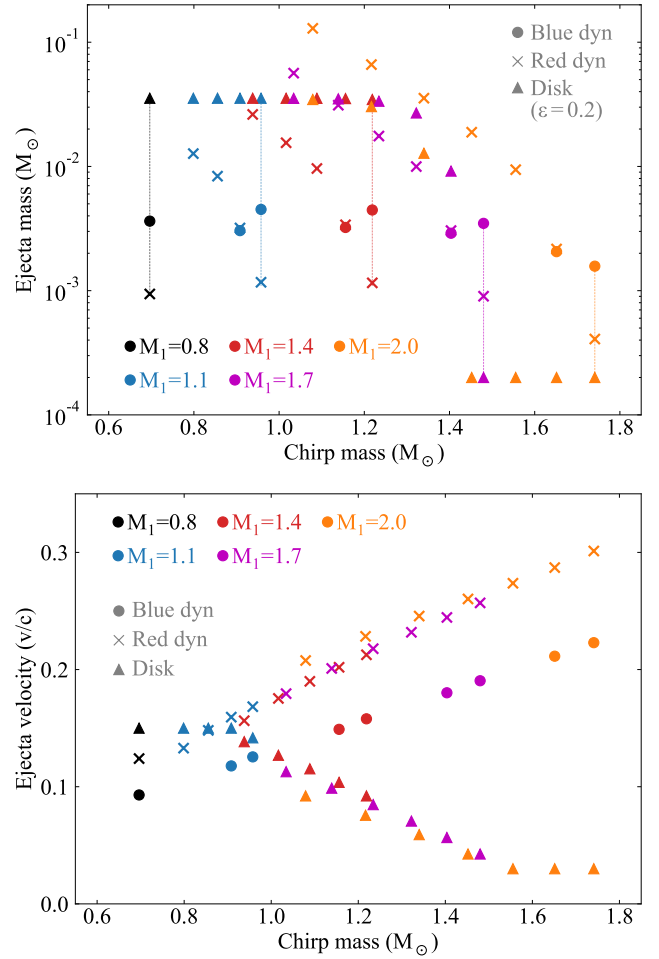 10⁻¹
10⁻²
10⁻³
10⁻⁴
Ejecta mass (M☉)
Blue dyn
Red dyn
Disk
(ε=0.2)
M₁=0.8 M₁=1.4 M₁=2.0
M₁=1.1 M₁=1.7
0.6 0.8 1.0 1.2 1.4 1.6 1.8
Chirp mass (M☉)
0.3
0.2
0.1
0.0
Ejecta velocity (v/c)
M₁=0.8 M₁=1.4 M₁=2.0
M₁=1.1 M₁=1.7
Blue dyn
Red dyn
Disk
0.6 0.8 1.0 1.2 1.4 1.6 1.8
Chirp mass (M☉)